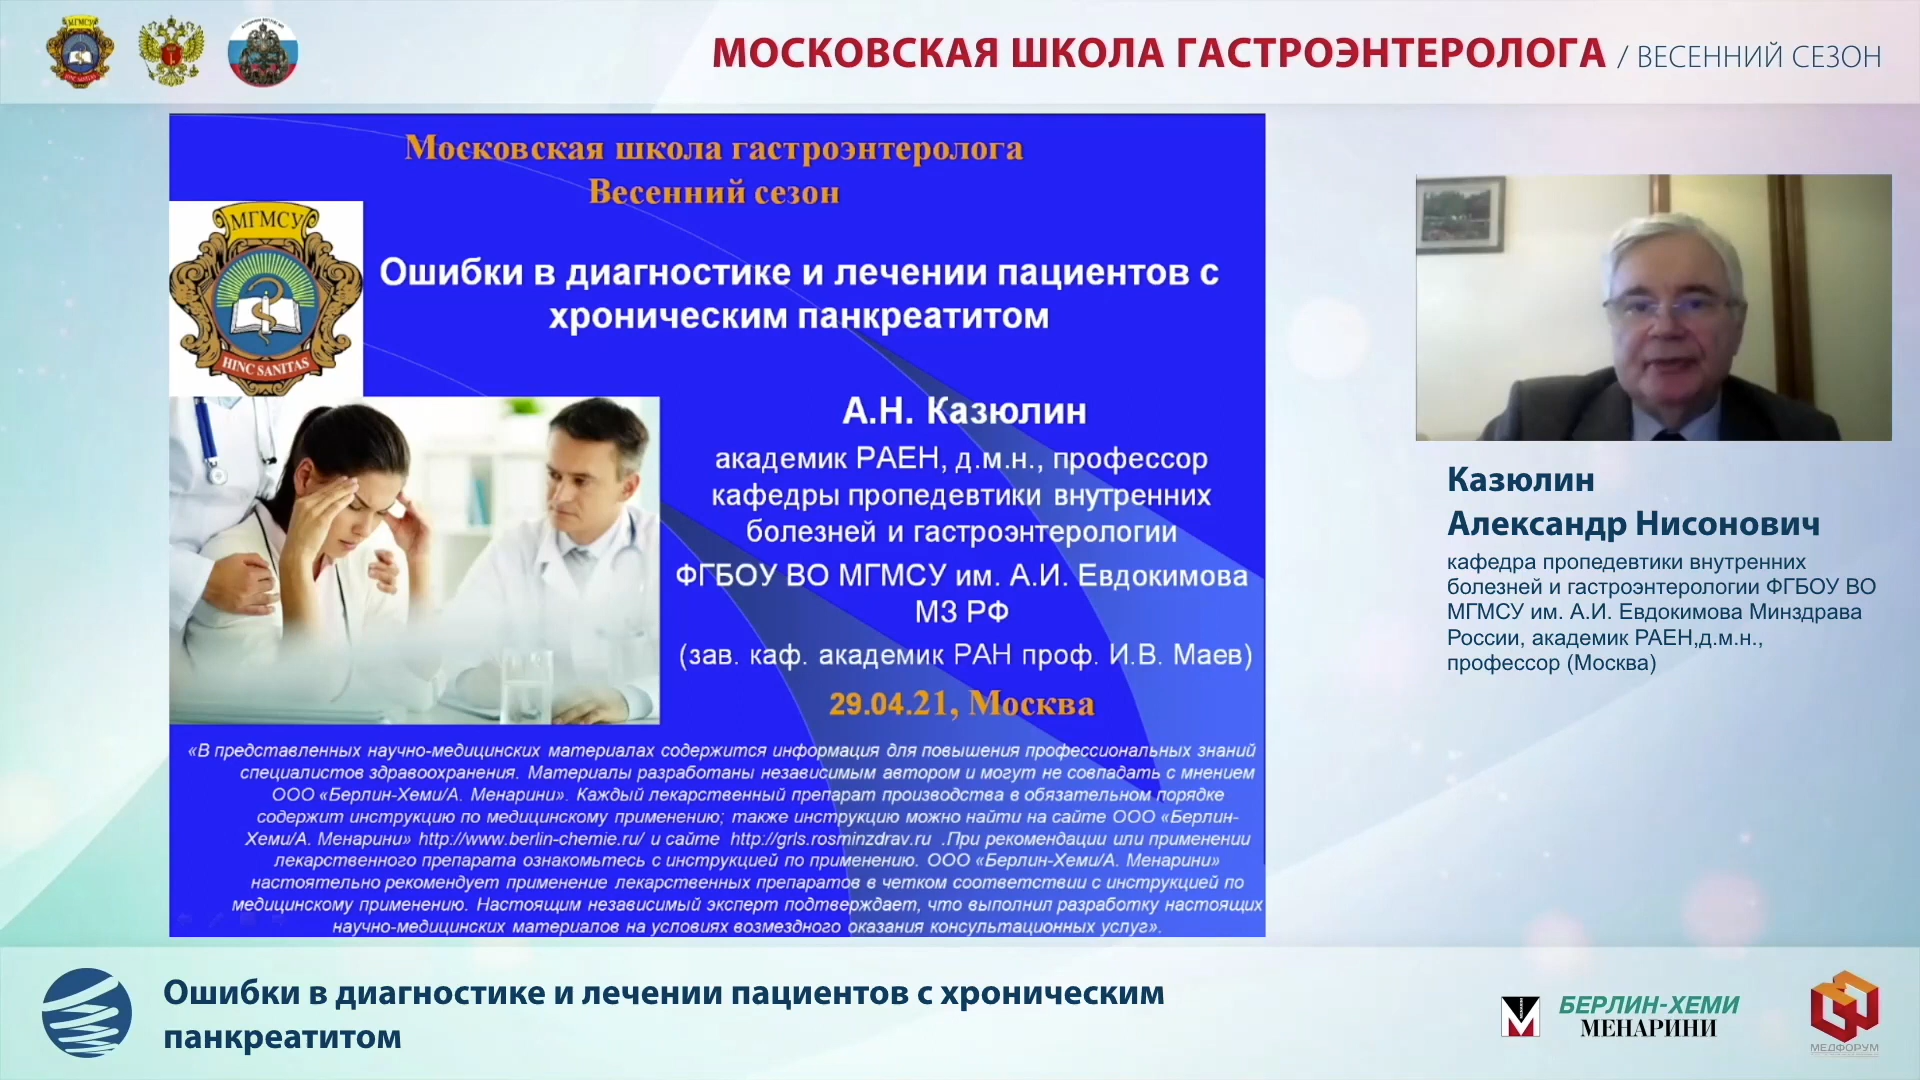 МОСКОВСКАЯ ШКОЛА ГАСТРОЭНТЕРОЛОГА / ВЕСЕННИЙ СЕЗОН
Московская школа гастроэнтеролога
Весенний сезон
МГМСУ
HINC SANITAS
Ошибки в диагностике и лечении пациентов с
хроническим панкреатитом
А.Н. Казюлин
академик РАЕН, д.м.н., профессор
кафедры пропедевтики внутренних
болезней и гастроэнтерологии
ФГБОУ ВО МГМСУ им. А.И. Евдокимова
МЗ РФ
(зав. каф. академик РАН проф. И.В. Маев)
29.04.21, Москва
«В представленных научно-медицинских материалах содержится информация для повышения профессиональных знаний
специалистов здравоохранения. Материалы разработаны независимым автором и могут не совпадать с мнением
ООО «Берлин-Хеми/А. Менарини». Каждый лекарственный препарат производства в обязательном порядке
содержит инструкцию по медицинскому применению; также инструкцию можно найти на сайте ООО «Берлин-
Хеми/А. Менарини» http://www.berlin-chemie.ru/ и сайте http://grls.rosminzdrav.ru .При рекомендации или применении
лекарственного препарата ознакомьтесь с инструкцией по применению. ООО «Берлин-Хеми/А. Менарини»
настоятельно рекомендует применение лекарственных препаратов в четком соответствии с инструкцией по
медицинскому применению. Настоящим независимый эксперт подтверждает, что выполнил разработку настоящих
научно-медицинских материалов на условиях возмездного оказания консультационных услуг».
Казюлин
Александр Нисонович
кафедра пропедевтики внутренних
болезней и гастроэнтерологии ФГБОУ ВО
МГМСУ им. А.И. Евдокимова Минздрава
России, академик РАЕН,д.м.н.,
профессор (Москва)
Ошибки в диагностике и лечении пациентов с хроническим
панкреатитом
БЕРЛИН-ХЕМИ
МЕНАРИНИ
МЕДФОРУМ